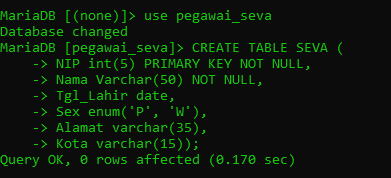 MariaDB [(none)]> use pegawai_seva
Database changed
MariaDB [pegawai_seva]> CREATE TABLE SEVA (
    -> NIP int(5) PRIMARY KEY NOT NULL,
    -> Nama Varchar(50) NOT NULL,
    -> Tgl_Lahir date,
    -> Sex enum('P', 'W'),
    -> Alamat varchar(35),
    -> Kota varchar(15));
Query OK, 0 rows affected (0.170 sec)